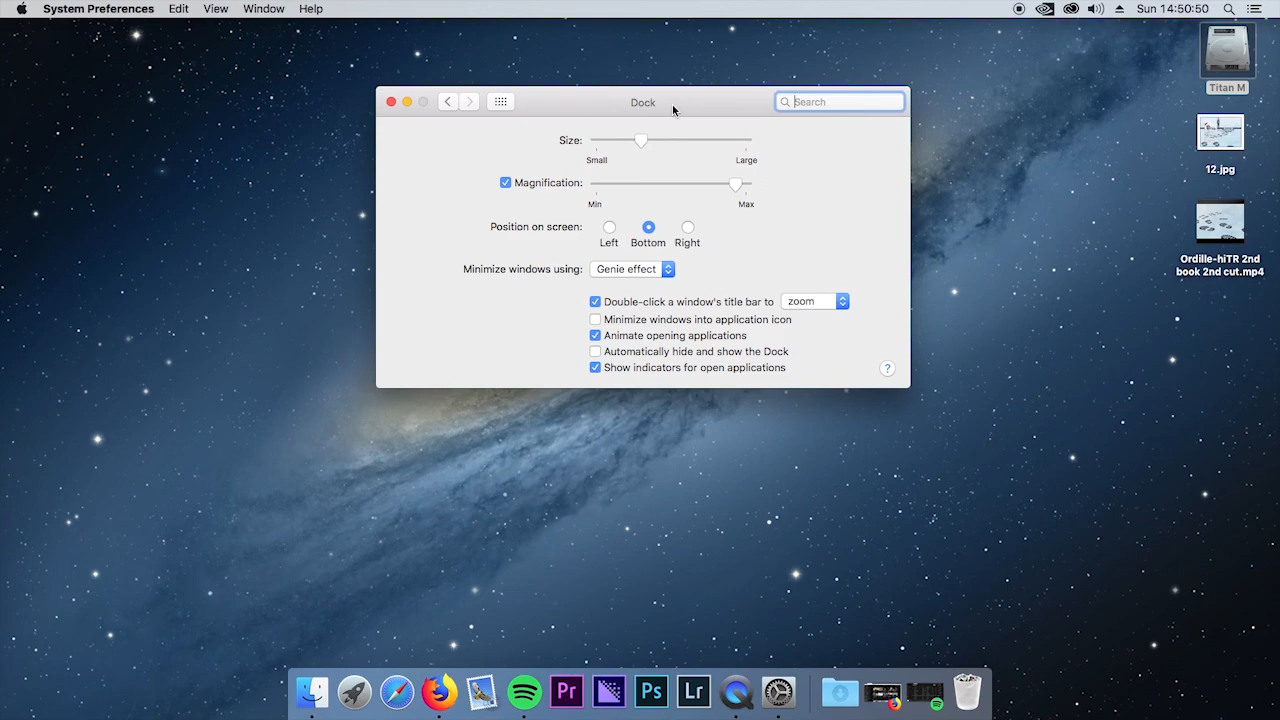 System Preferences Edit View Window Help
Sun 14:50:50
Titan M
12.jpg
Ordille-hiTR 2nd
book 2nd cut.mp4
Dock
Search
Size:
Small Large
Magnification:
Min Max
Position on screen:
Left Bottom Right
Minimize windows using: Genie effect
Double-click a window's title bar to zoom
Minimize windows into application icon
Animate opening applications
Automatically hide and show the Dock
Show indicators for open applications
?
Pr Ps Lr